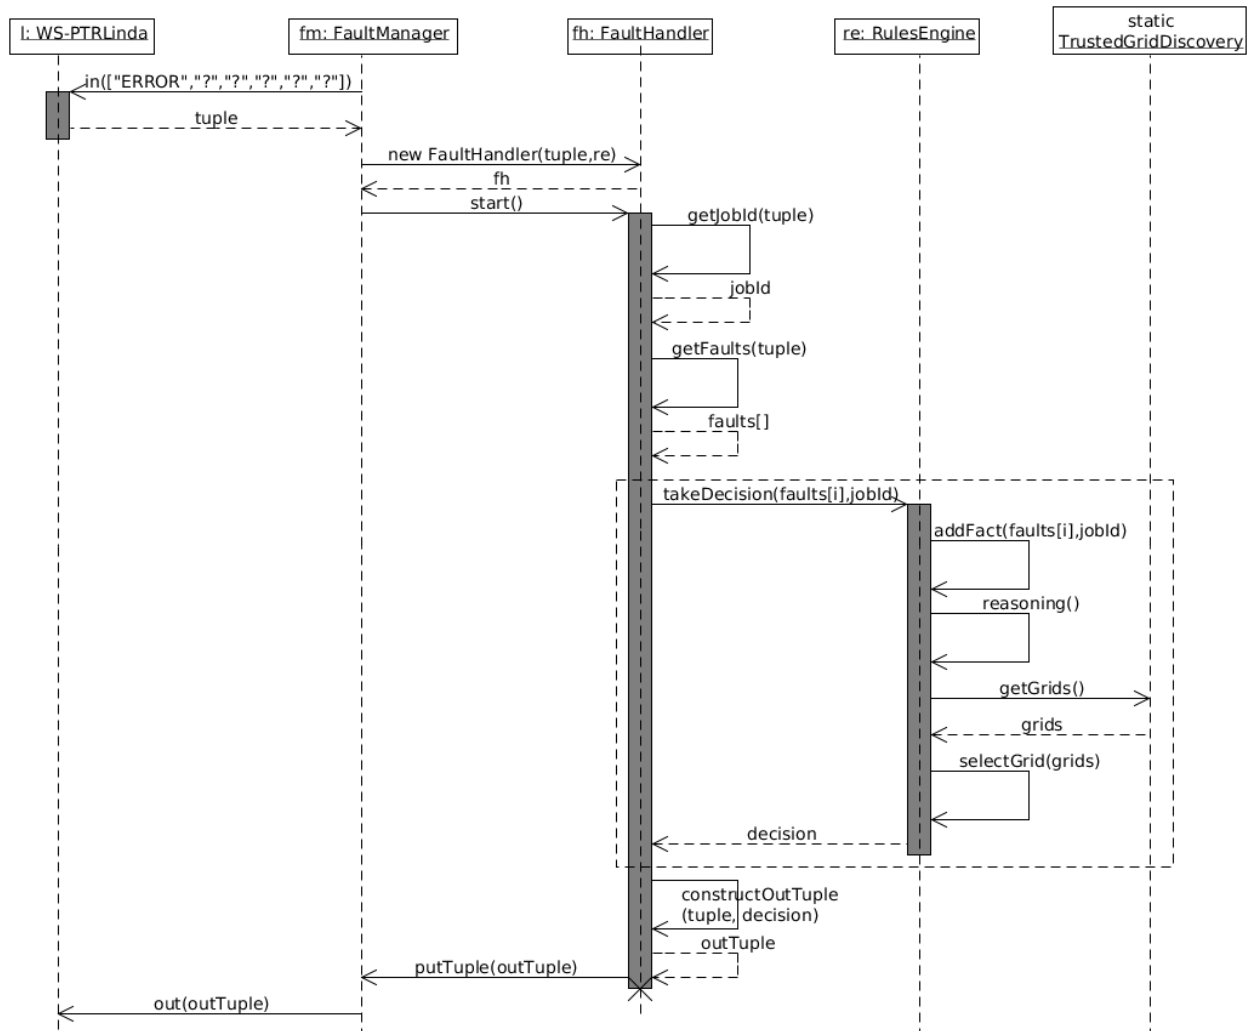 l: WS-PTRLinda
fm: FaultManager
fh: FaultHandler
re: RulesEngine
static
TrustedGridDiscovery
in(["ERROR","?","?","?","?","?"])
tuple
new FaultHandler(tuple,re)
fh
start()
getJobId(tuple)
jobId
getFaults(tuple)
faults[]
takeDecision(faults[i],jobId)
addFact(faults[i],jobId)
reasoning()
getGrids()
grids
selectGrid(grids)
decision
constructOutTuple
(tuple, decision)
outTuple
putTuple(outTuple)
out(outTuple)